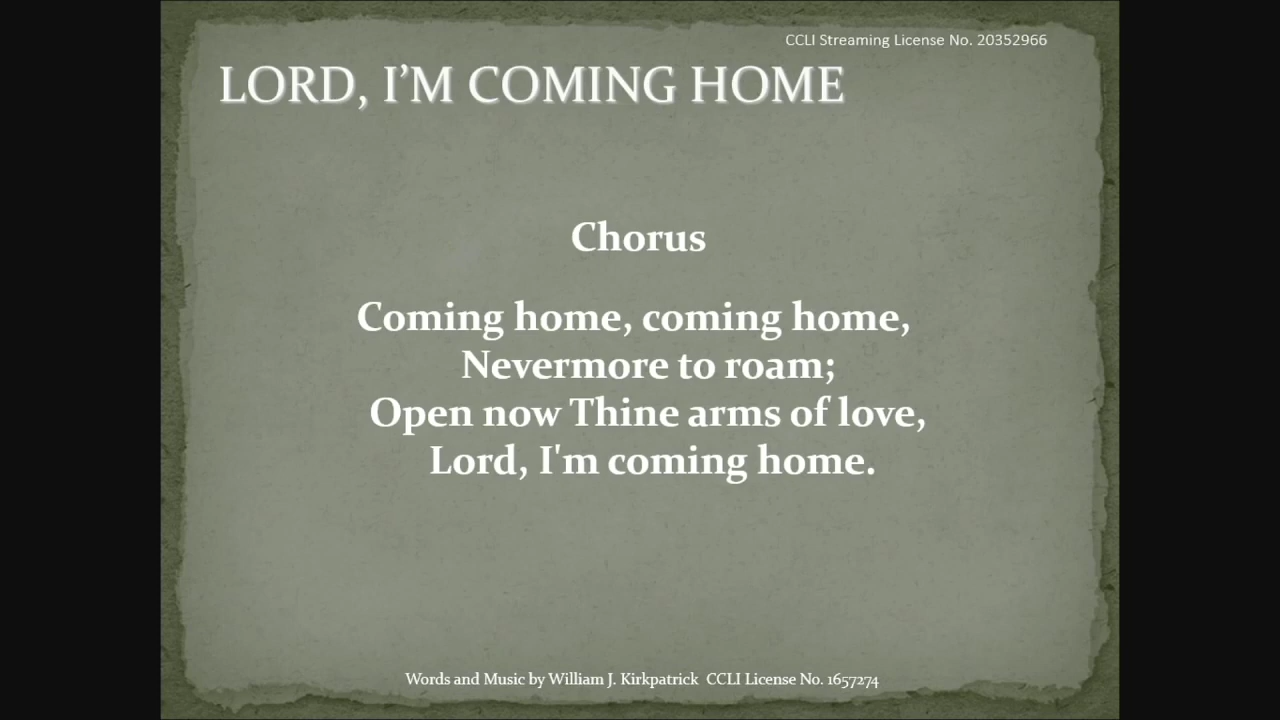 CCLI Streaming License No. 20352966
LORD, I’M COMING HOME
Chorus
Coming home, coming home,
Nevermore to roam;
Open now Thine arms of love,
Lord, I'm coming home.
Words and Music by William J. Kirkpatrick  CCLI License No. 1657274